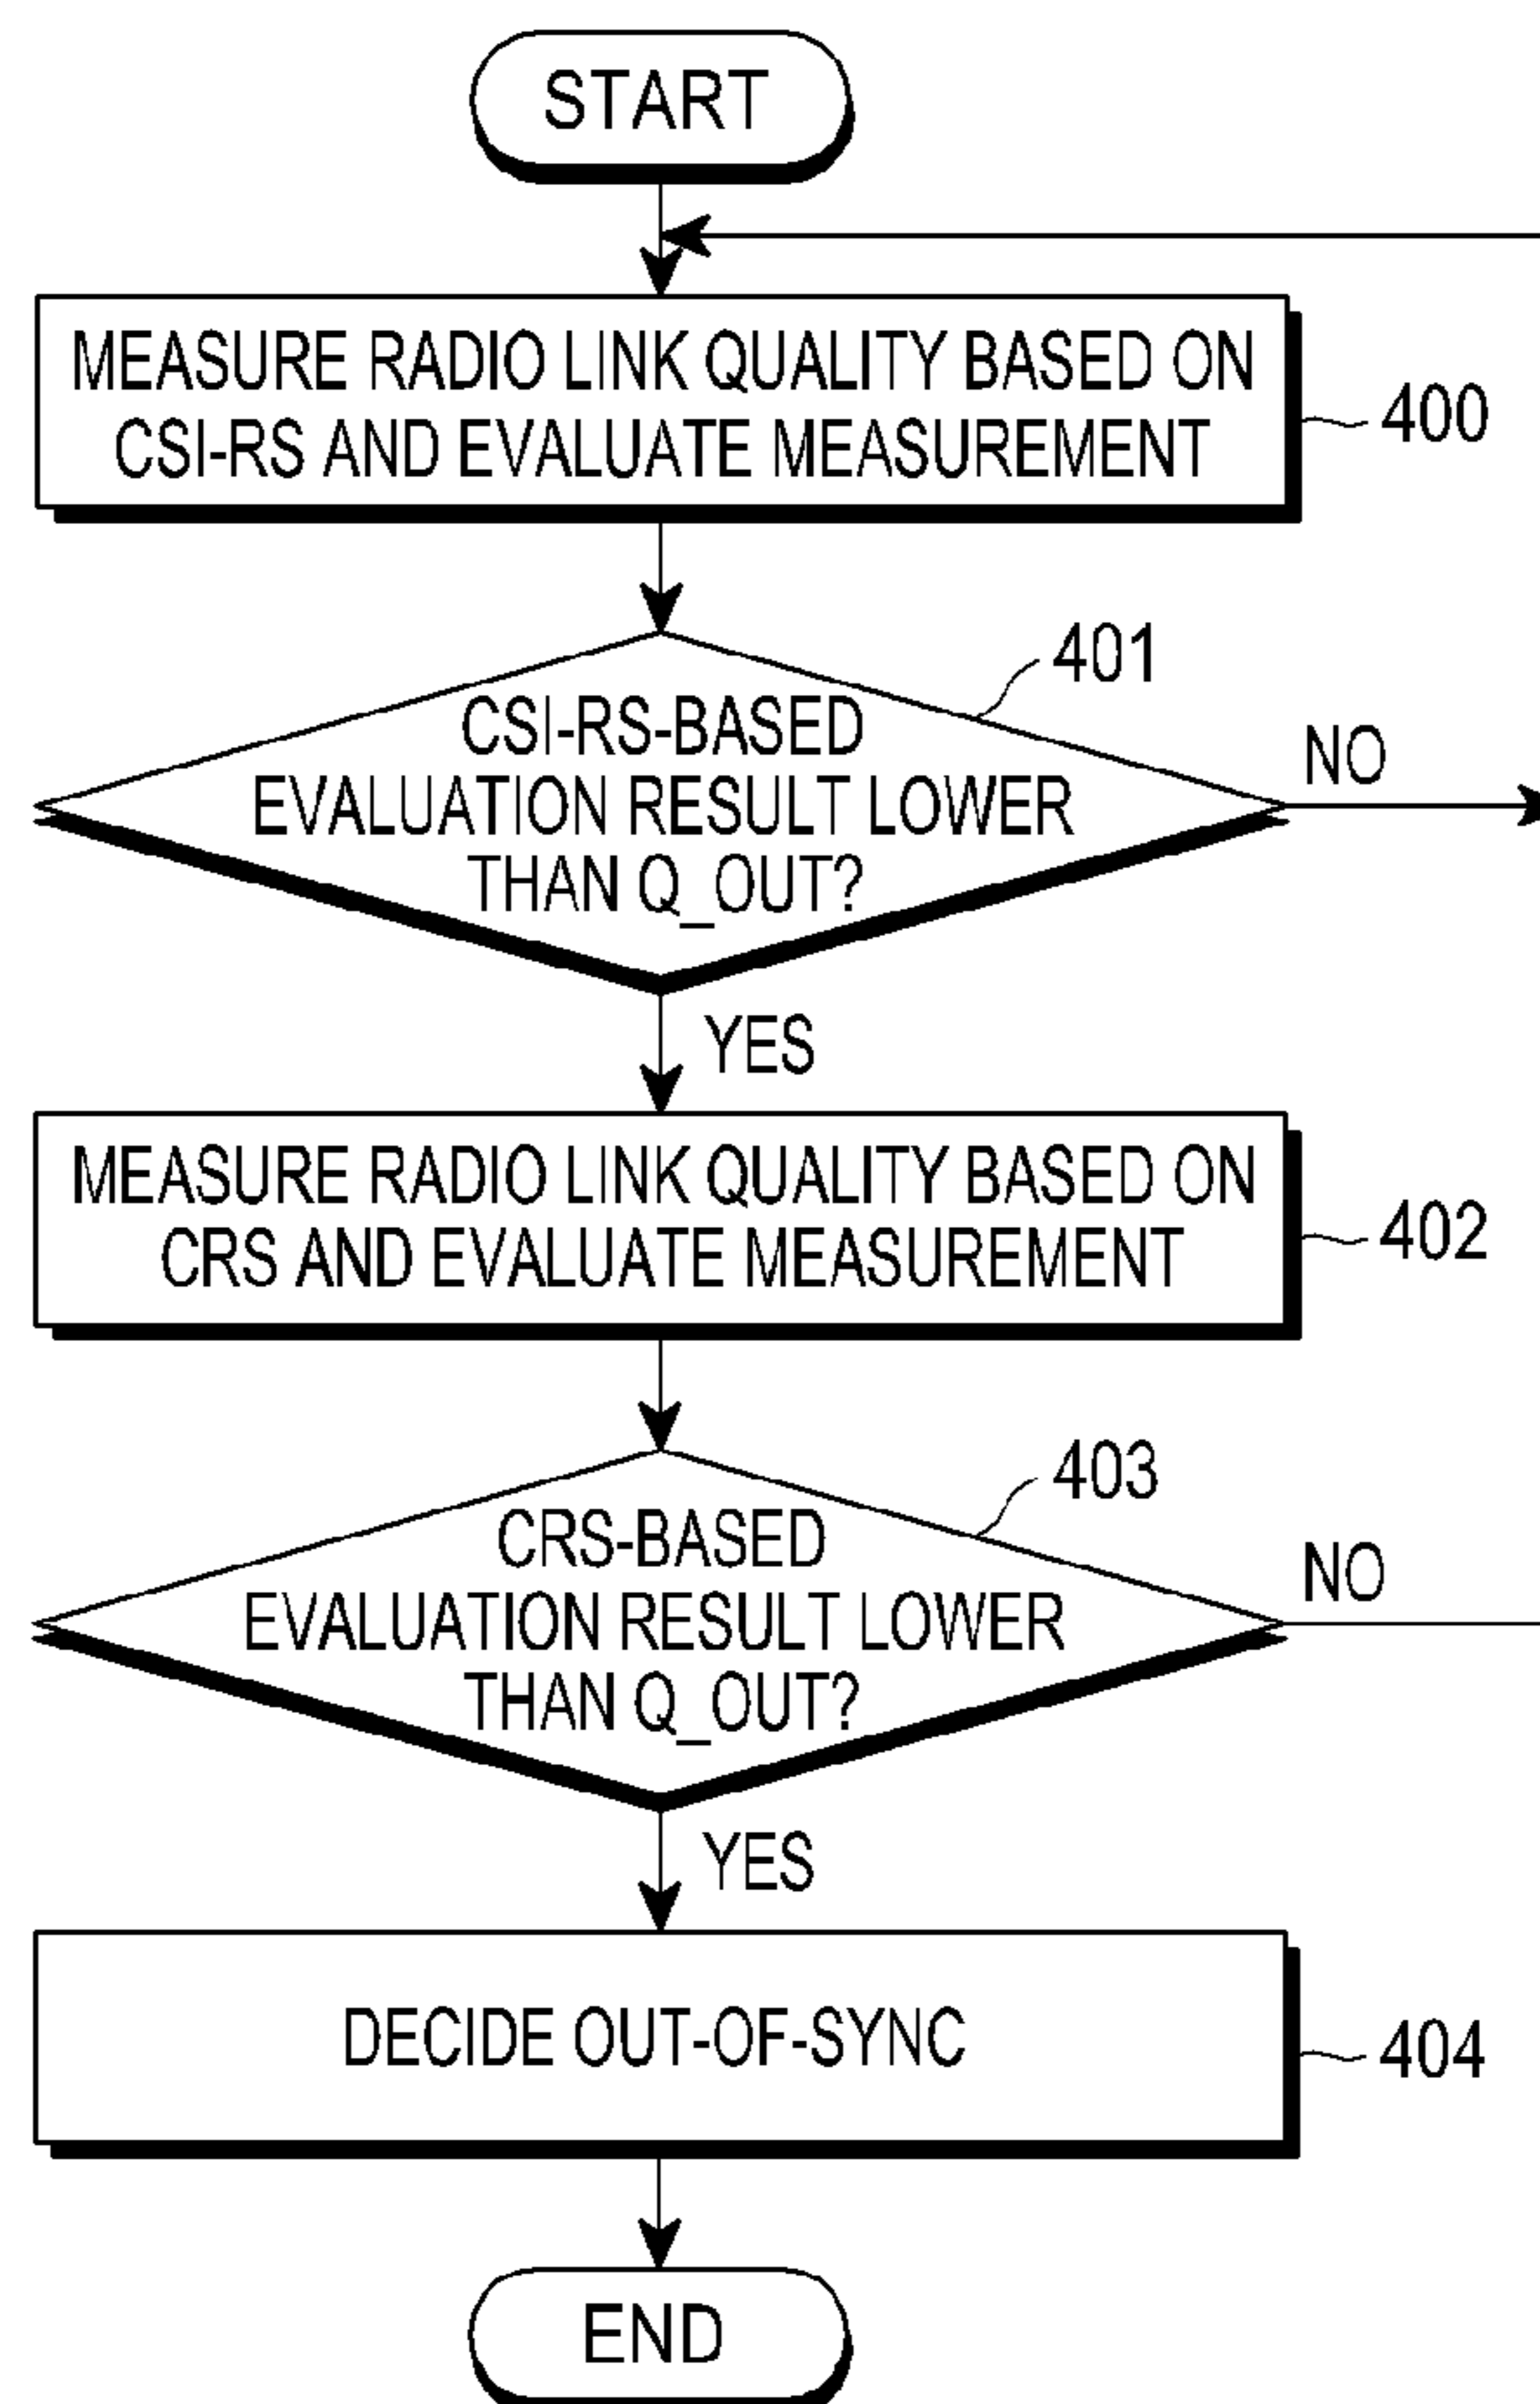 START
MEASURE RADIO LINK QUALITY BASED ON
CSI-RS AND EVALUATE MEASUREMENT
400
401
CSI-RS-BASED
EVALUATION RESULT LOWER
THAN Q_OUT?
NO
YES
MEASURE RADIO LINK QUALITY BASED ON
CRS AND EVALUATE MEASUREMENT
402
403
CRS-BASED
EVALUATION RESULT LOWER
THAN Q_OUT?
NO
YES
DECIDE OUT-OF-SYNC
404
END